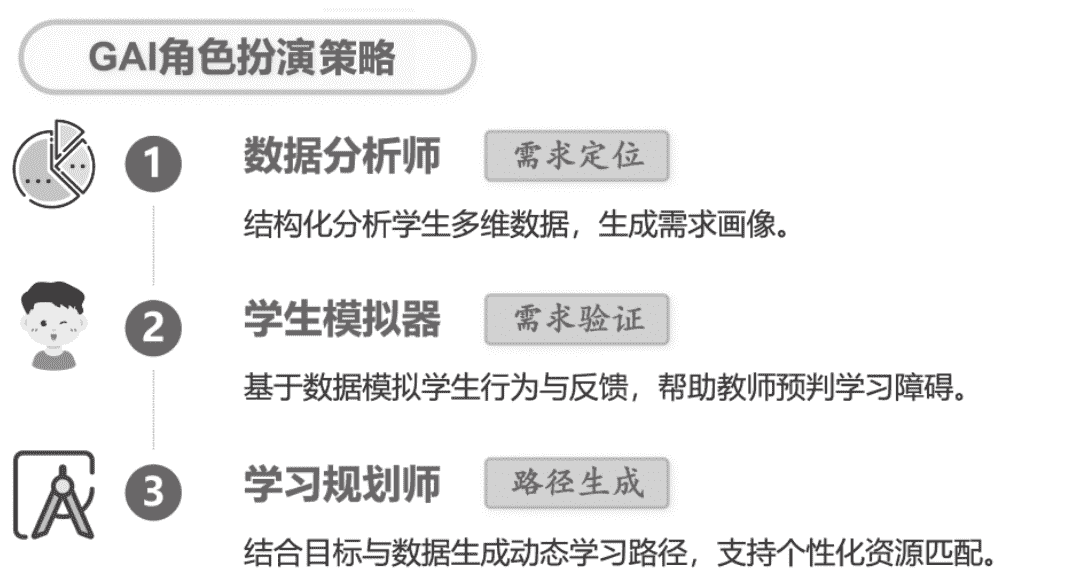 GAI角色扮演策略
1 数据分析师 需求定位
结构化分析学生多维数据，生成需求画像。
2 学生模拟器 需求验证
基于数据模拟学生行为与反馈，帮助教师预判学习障碍。
3 学习规划师 路径生成
结合目标与数据生成动态学习路径，支持个性化资源匹配。